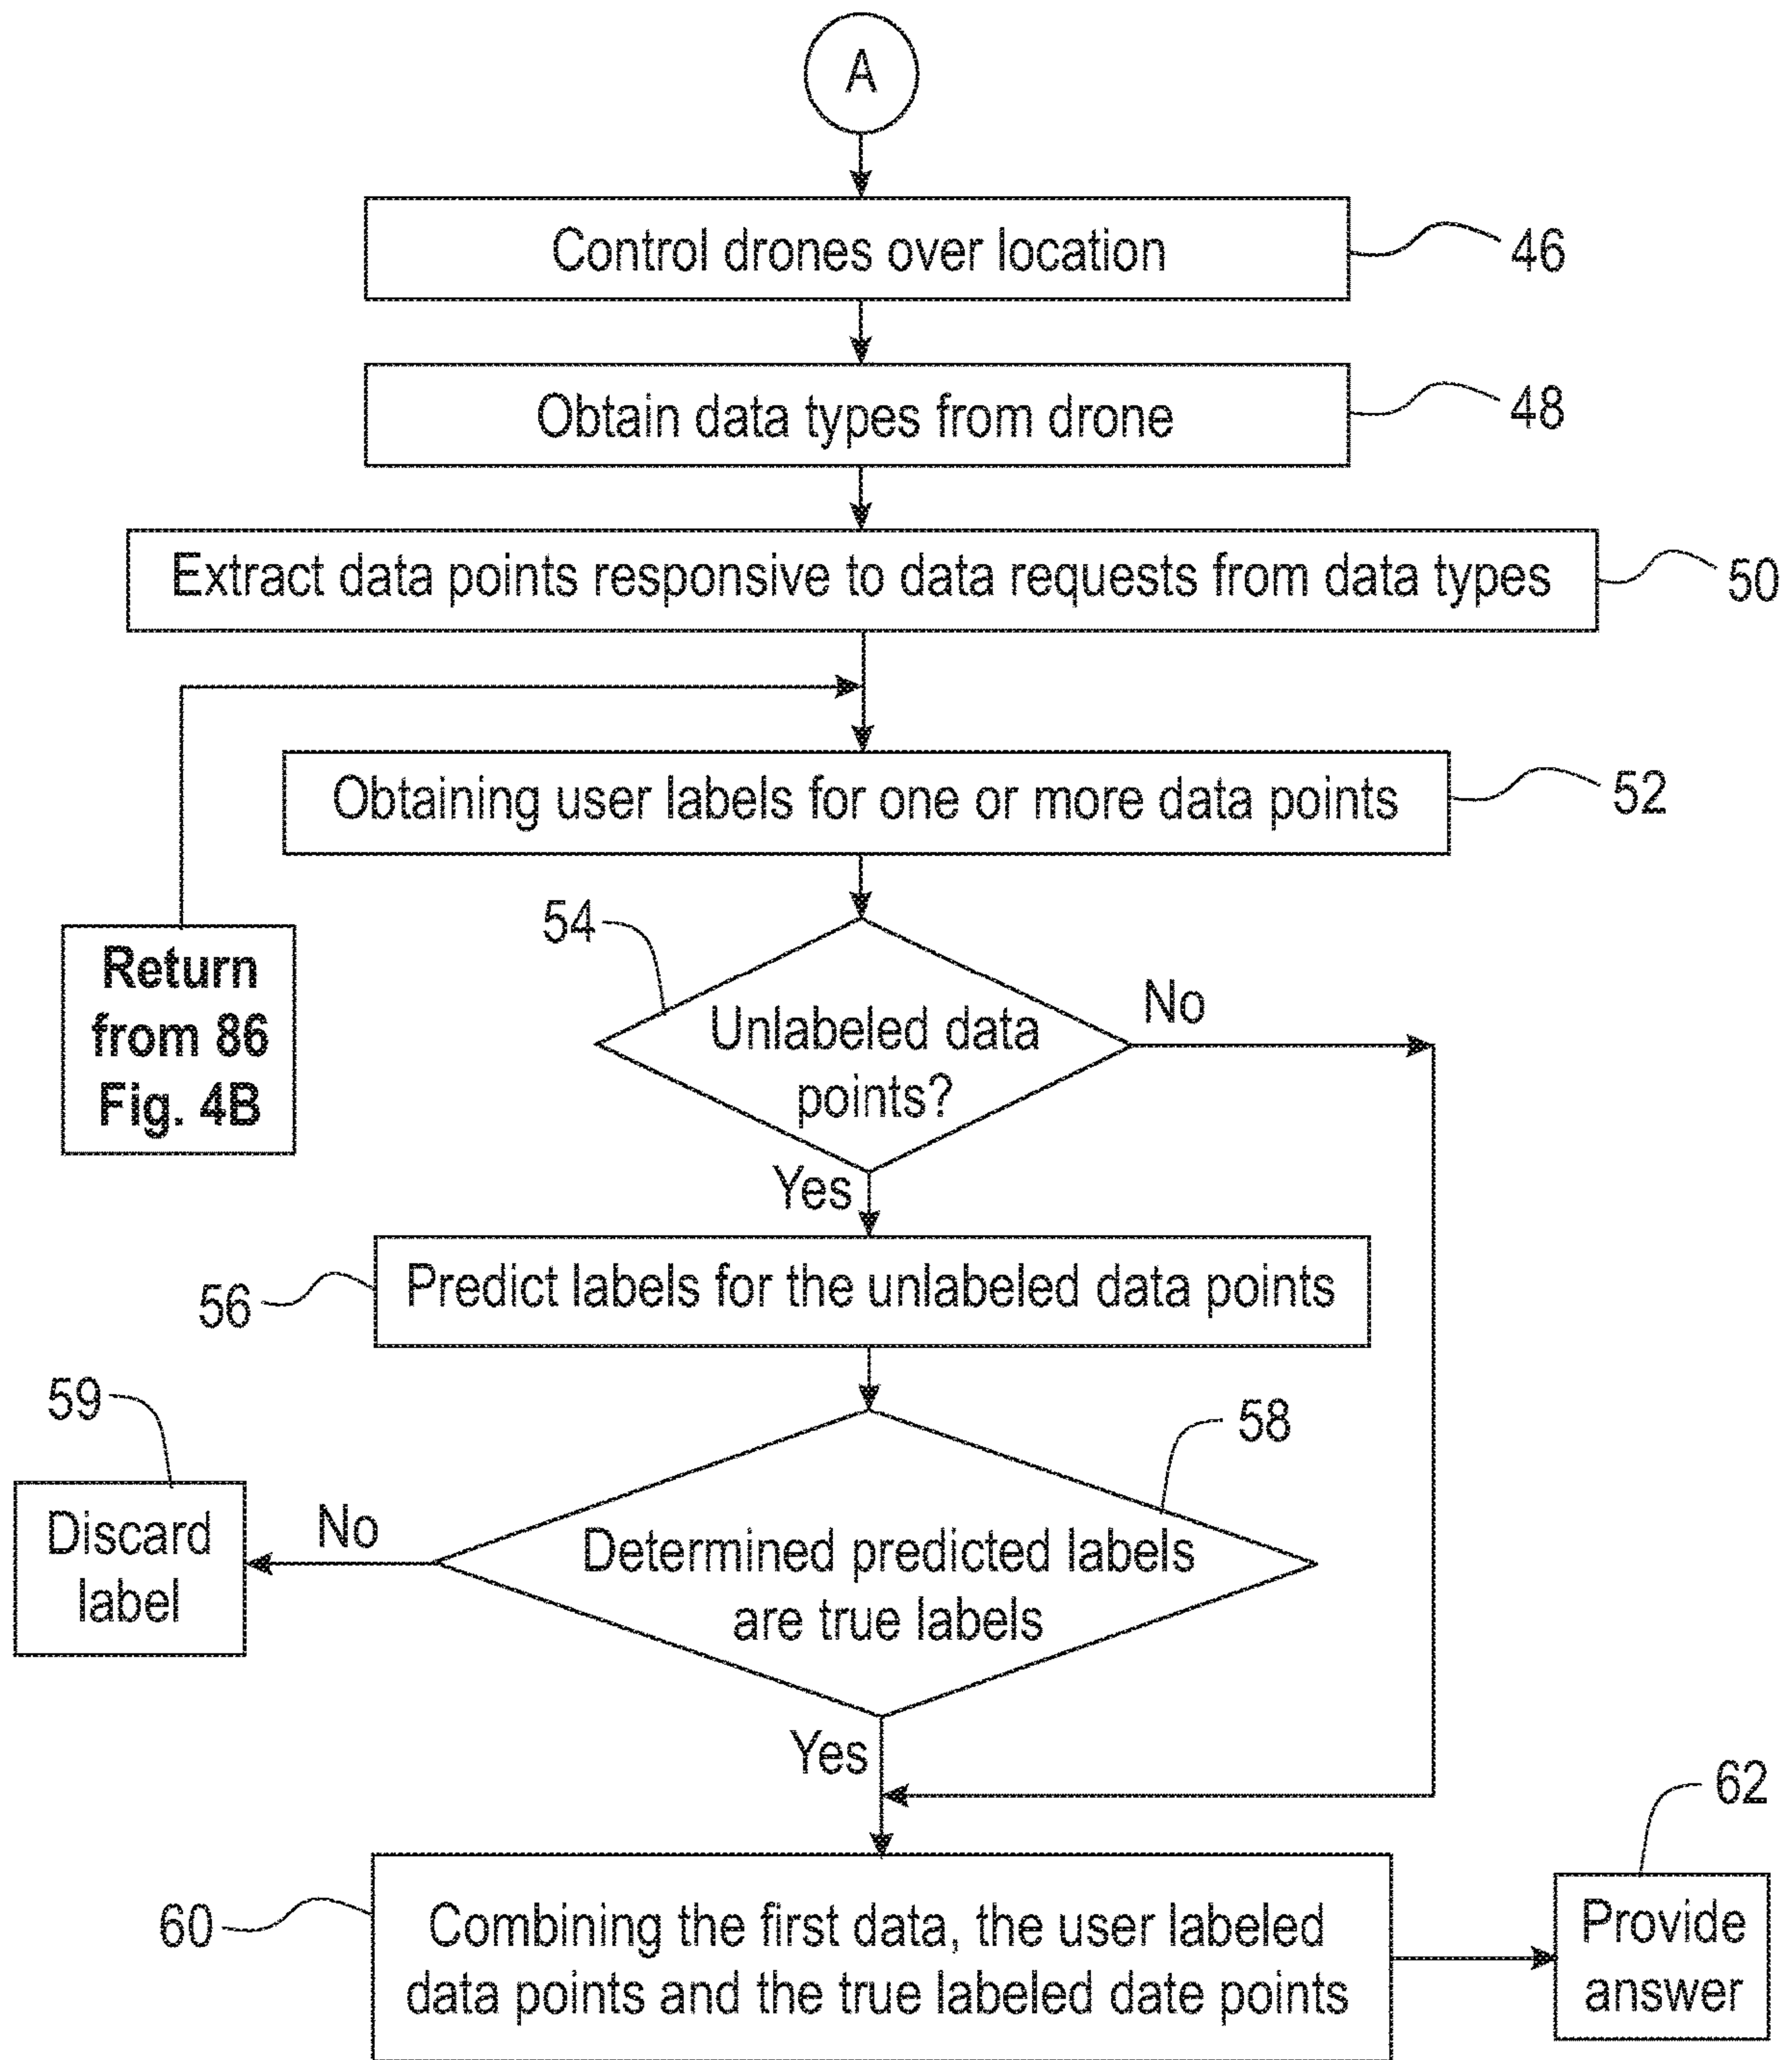 A
Control drones over location
46
Obtain data types from drone
48
Extract data points responsive to data requests from data types
50
Obtaining user labels for one or more data points
52
Return
from 86
Fig. 4B
54
Unlabeled data
points?
No
Yes
Predict labels for the unlabeled data points
56
59
58
Discard
label
No
Determined predicted labels
are true labels
Yes
62
60
Combining the first data, the user labeled
data points and the true labeled date points
Provide
answer